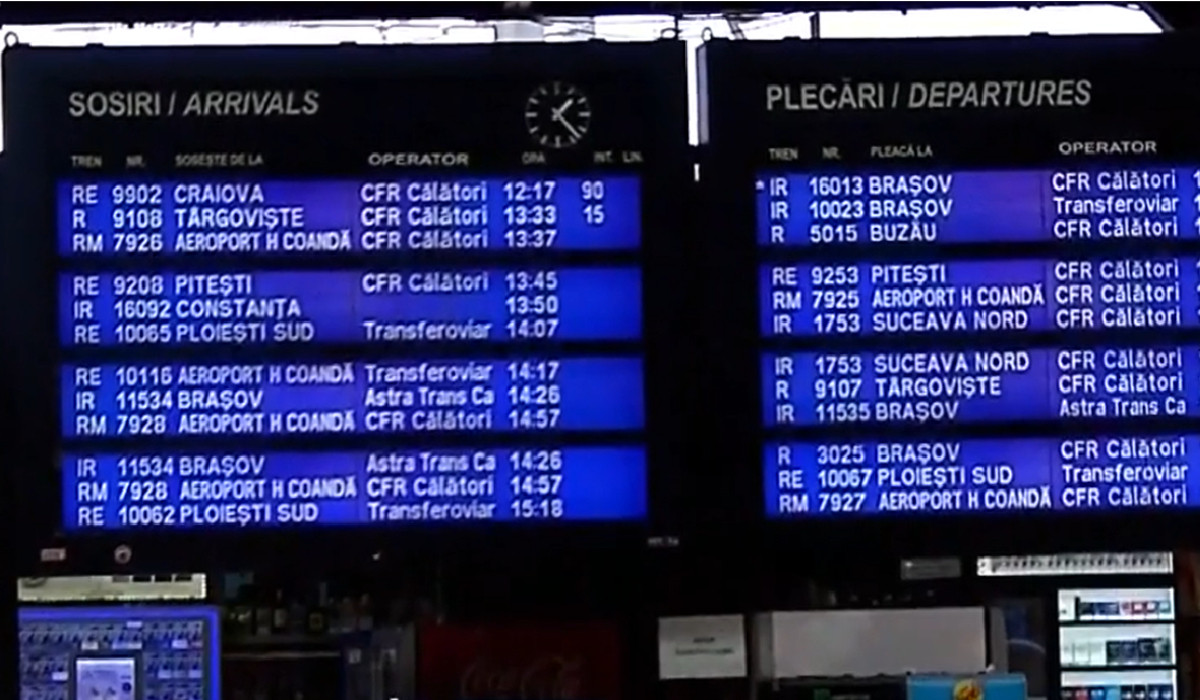 SOSIRI / ARRIVALS
TREN NR. SOSEȘTE DE LA OPERATOR ORA INT. LIN.
RE 9902 CRAIOVA CFR Călători 12:17 90
R 9108 TÂRGOVIȘTE CFR Călători 13:33 15
RM 7926 AEROPORT H COANDĂ CFR Călători 13:37
RE 9208 PITEȘTI CFR Călători 13:45
IR 16092 CONSTANȚA 13:50
RE 10065 PLOIEȘTI SUD Transferoviar 14:07
RE 10116 AEROPORT H COANDĂ Transferoviar 14:17
IR 11534 BRAȘOV Astra Trans Ca 14:26
RM 7928 AEROPORT H COANDĂ CFR Călători 14:57
IR 11534 BRAȘOV Astra Trans Ca 14:26
RM 7928 AEROPORT H COANDĂ CFR Călători 14:57
RE 10062 PLOIEȘTI SUD Transferoviar 15:18
PLECĂRI / DEPARTURES
TREN NR. PLEACĂ LA OPERATOR
* IR 16013 BRAȘOV CFR Călători 1
IR 10023 BRAȘOV Transferoviar 1
R 5015 BUZĂU CFR Călători 1
RE 9253 PITEȘTI CFR Călători
RM 7925 AEROPORT H COANDĂ CFR Călători
IR 1753 SUCEAVA NORD CFR Călători
IR 1753 SUCEAVA NORD CFR Călători
R 9107 TÂRGOVIȘTE CFR Călători
IR 11535 BRAȘOV Astra Trans Ca
R 3025 BRAȘOV CFR Călători
RE 10067 PLOIEȘTI SUD Transferoviar
RM 7927 AEROPORT H COANDĂ CFR Călători
Coca-Cola